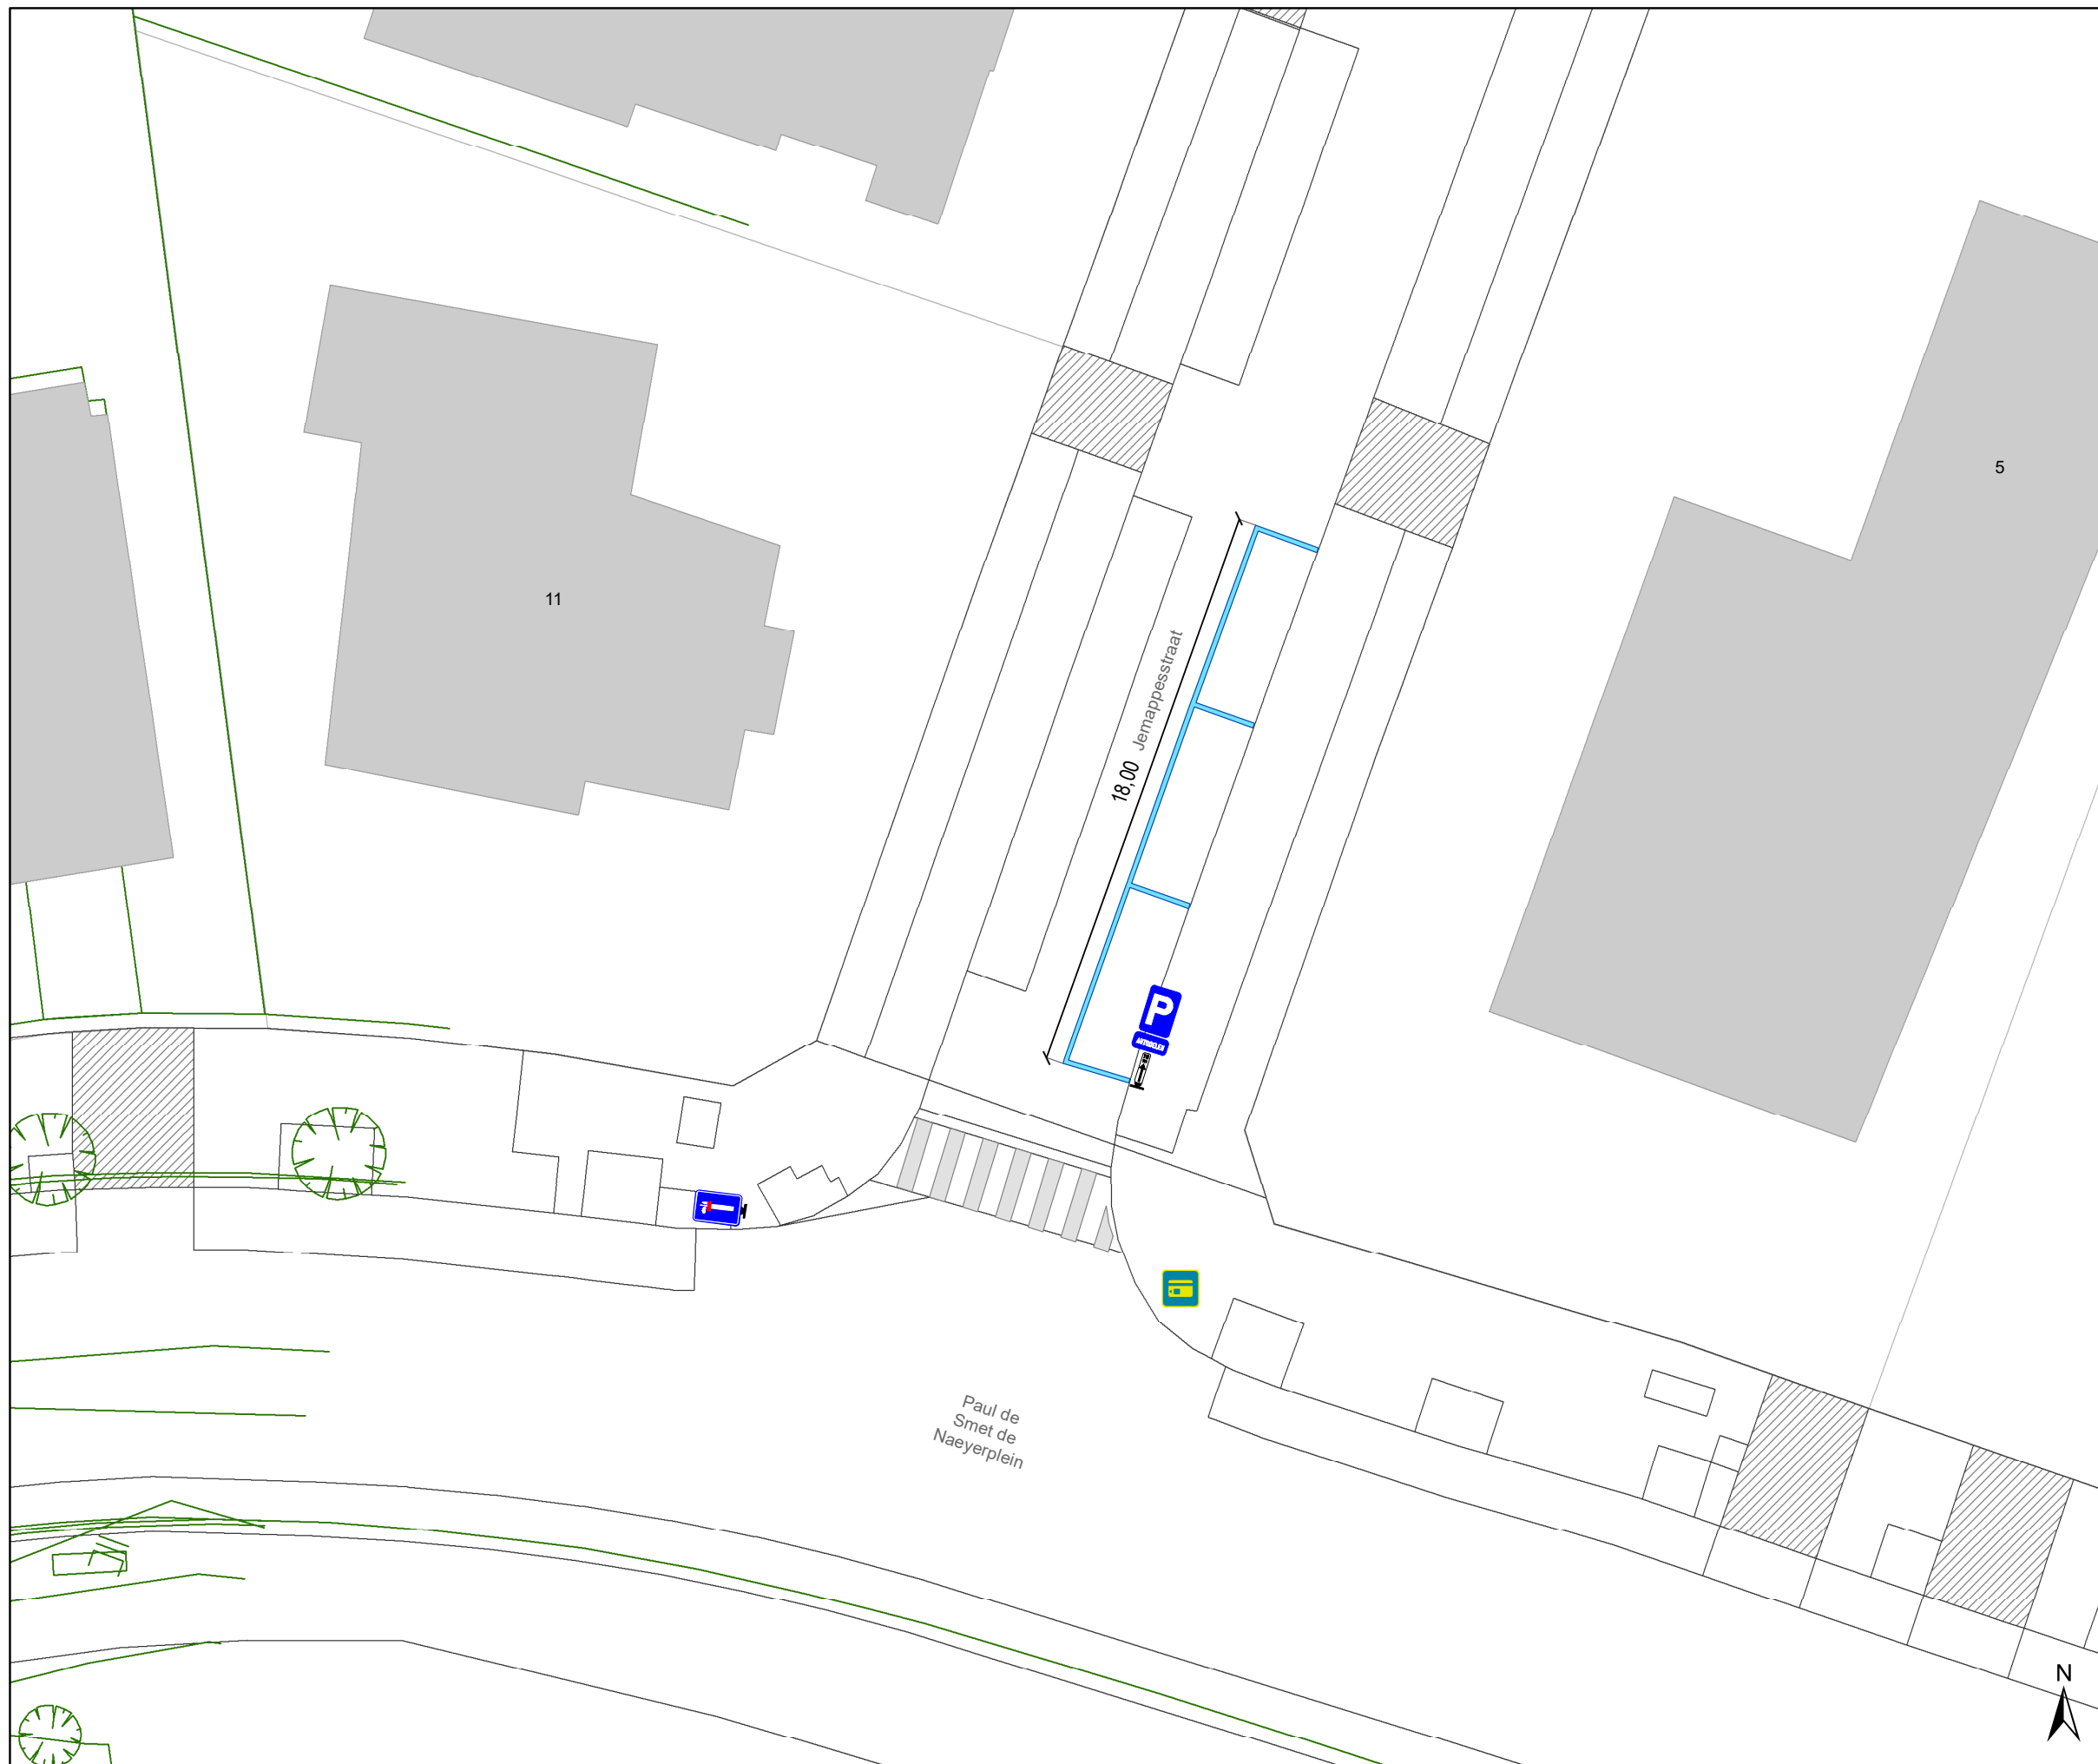 5
11
Jemappesstraat
18,00
P
Paul de
Smet de
Naeyerplein
N